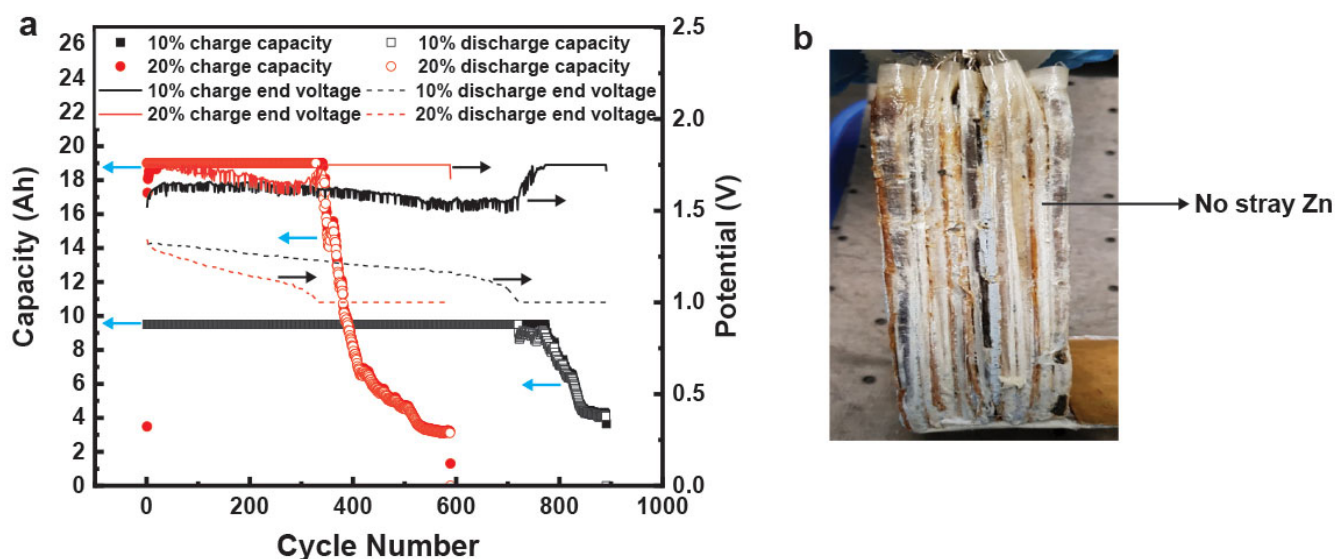 a
26
24
22
20
18
16
14
12
10
8
6
4
2
0
Capacity (Ah)
10% charge capacity
10% discharge capacity
20% charge capacity
20% discharge capacity
10% charge end voltage
10% discharge end voltage
20% charge end voltage
20% discharge end voltage
2.5
2.0
1.5
1.0
0.5
0.0
Potential (V)
0
200
400
600
800
1000
Cycle Number
b
No stray Zn